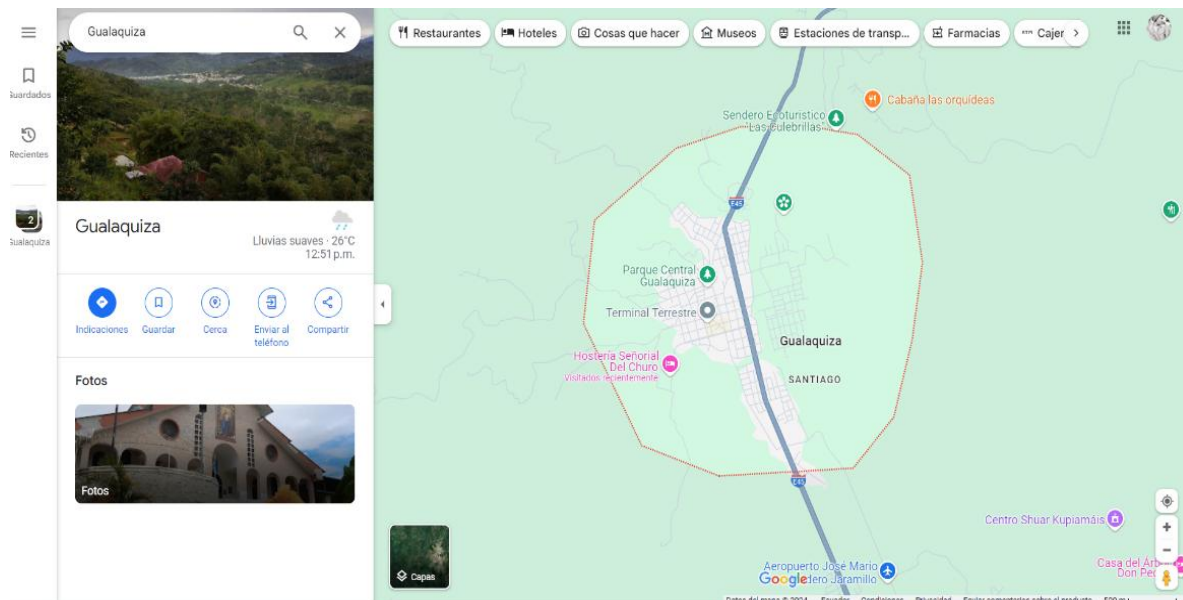 Gualaquiza
Guardados
Recientes
2
Gualaquiza
Gualaquiza
Lluvias suaves · 26°C
12:51 p.m.
Indicaciones
Guardar
Cerca
Enviar al
teléfono
Compartir
Fotos
Fotos
Restaurantes
Hoteles
Cosas que hacer
Museos
Estaciones de transp...
Farmacias
Cajer
Cabaña las orquídeas
Sendero Ecoturistico
"Las Culebrillas"
E45
Parque Central
Gualaquiza
Terminal Terrestre
Gualaquiza
Hostería Señorial
Del Churo
Visitados recientemente
SANTIAGO
E45
Centro Shuar Kupiamáis
Casa del Árb
Don Pe
Aeropuerto José Mario
Google dero Jaramillo
Capas